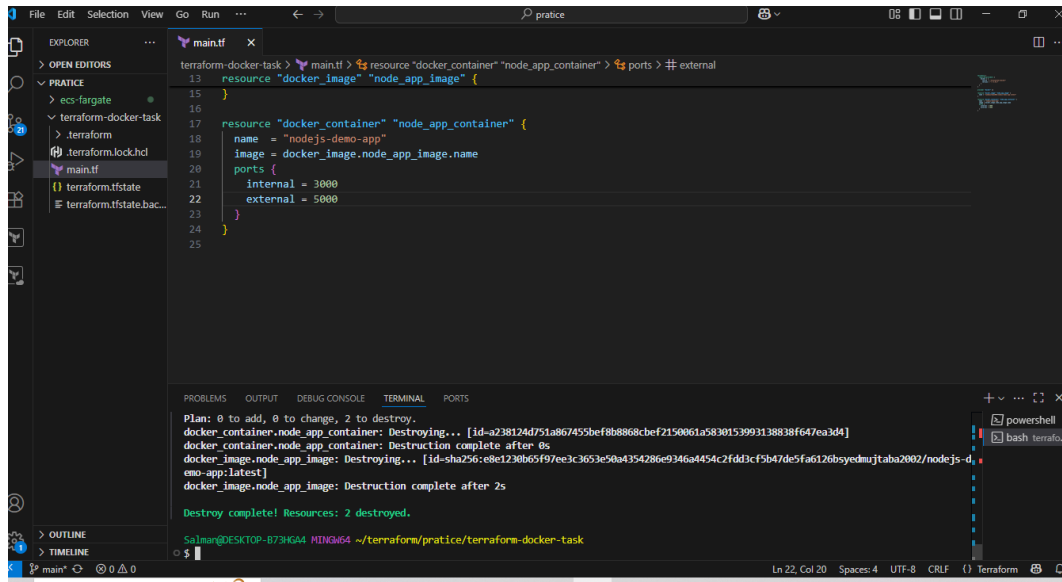 File Edit Selection View Go Run ··· pratice
EXPLORER ···
OPEN EDITORS
PRATICE
ecs-fargate
terraform-docker-task
.terraform
.terraform.lock.hcl
main.tf
terraform.tfstate
terraform.tfstate.bac...
OUTLINE
TIMELINE
main.tf
terraform-docker-task > main.tf > resource "docker_container" "node_app_container" > ports > # external
13 resource "docker_image" "node_app_image" {
15 }
16
17 resource "docker_container" "node_app_container" {
18 name = "nodejs-demo-app"
19 image = docker_image.node_app_image.name
20 ports {
21 internal = 3000
22 external = 5000
23 }
24 }
25
PROBLEMS OUTPUT DEBUG CONSOLE TERMINAL PORTS
Plan: 0 to add, 0 to change, 2 to destroy.
docker_container.node_app_container: Destroying... [id=a238124d751a867455bef8b8868cbef2150061a5830153993138838f647ea3d4]
docker_container.node_app_container: Destruction complete after 0s
docker_image.node_app_image: Destroying... [id=sha256:e8e1230b65f97ee3c3653e50a4354286e9346a4454c2fdd3cf5b47de5fa6126bsyedmujtaba2002/nodejs-d
emo-app:latest]
docker_image.node_app_image: Destruction complete after 2s
Destroy complete! Resources: 2 destroyed.
Salman@DESKTOP-B73HGA4 MINGW64 ~/terraform/pratice/terraform-docker-task
$
powershell
bash terrafo...
21
1
main* 0 0 Ln 22, Col 20 Spaces: 4 UTF-8 CRLF {} Terraform